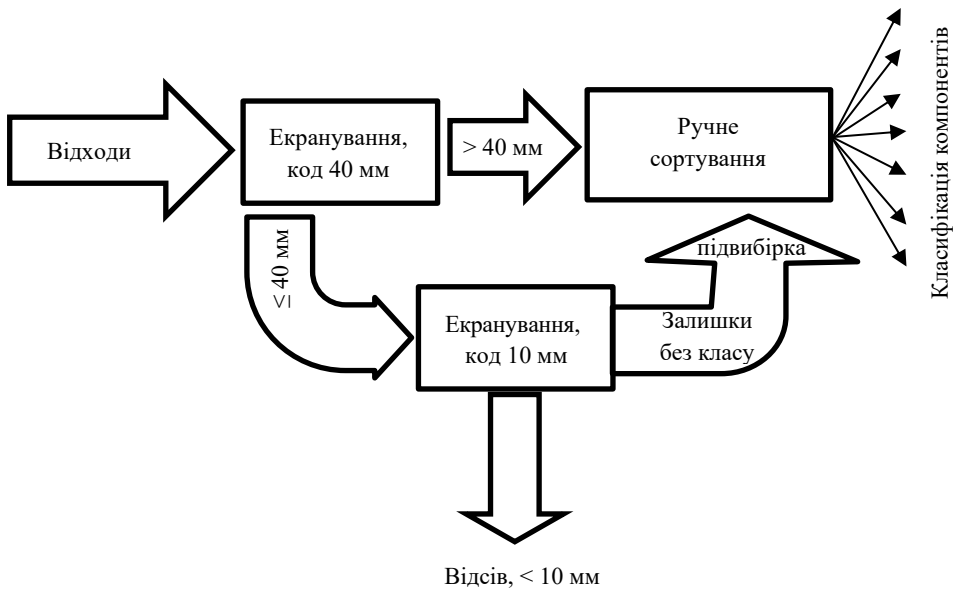 Відходи
Екранування,
код 40 мм
> 40 мм
Ручне
сортування
Класифікація компонентів
≤ 40 мм
Екранування,
код 10 мм
підвибірка
Залишки
без класу
Відсів, < 10 мм